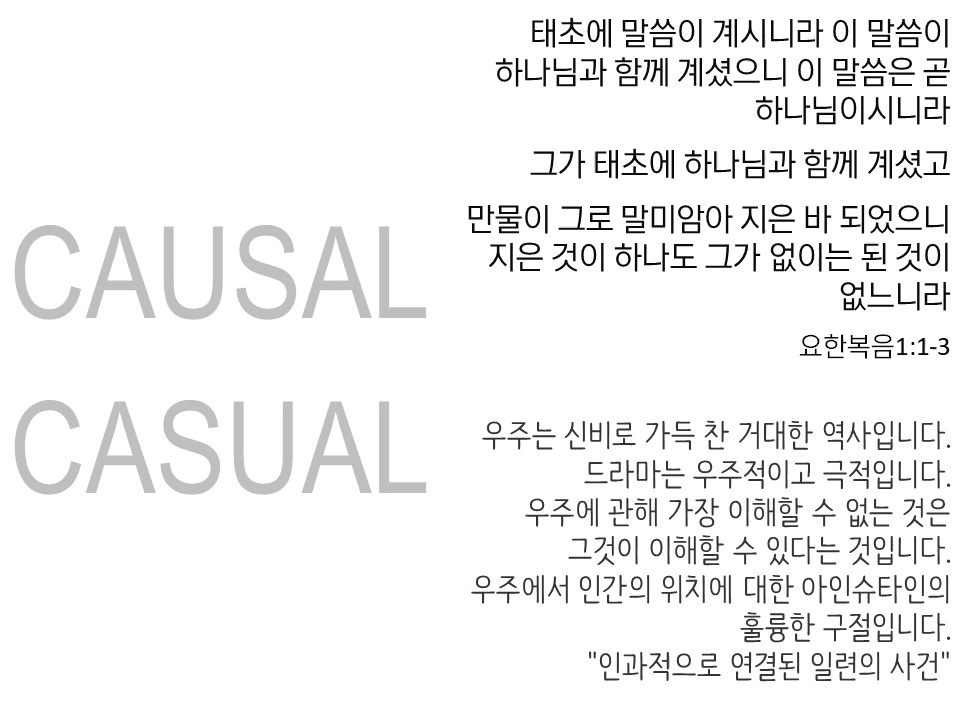 CAUSAL
CASUAL
태초에 말씀이 계시니라 이 말씀이
하나님과 함께 계셨으니 이 말씀은 곧
하나님이시니라
그가 태초에 하나님과 함께 계셨고
만물이 그로 말미암아 지은 바 되었으니
지은 것이 하나도 그가 없이는 된 것이
없느니라
요한복음1:1-3
우주는 신비로 가득 찬 거대한 역사입니다.
드라마는 우주적이고 극적입니다.
우주에 관해 가장 이해할 수 없는 것은
그것이 이해할 수 있다는 것입니다.
우주에서 인간의 위치에 대한 아인슈타인의
훌륭한 구절입니다.
"인과적으로 연결된 일련의 사건"